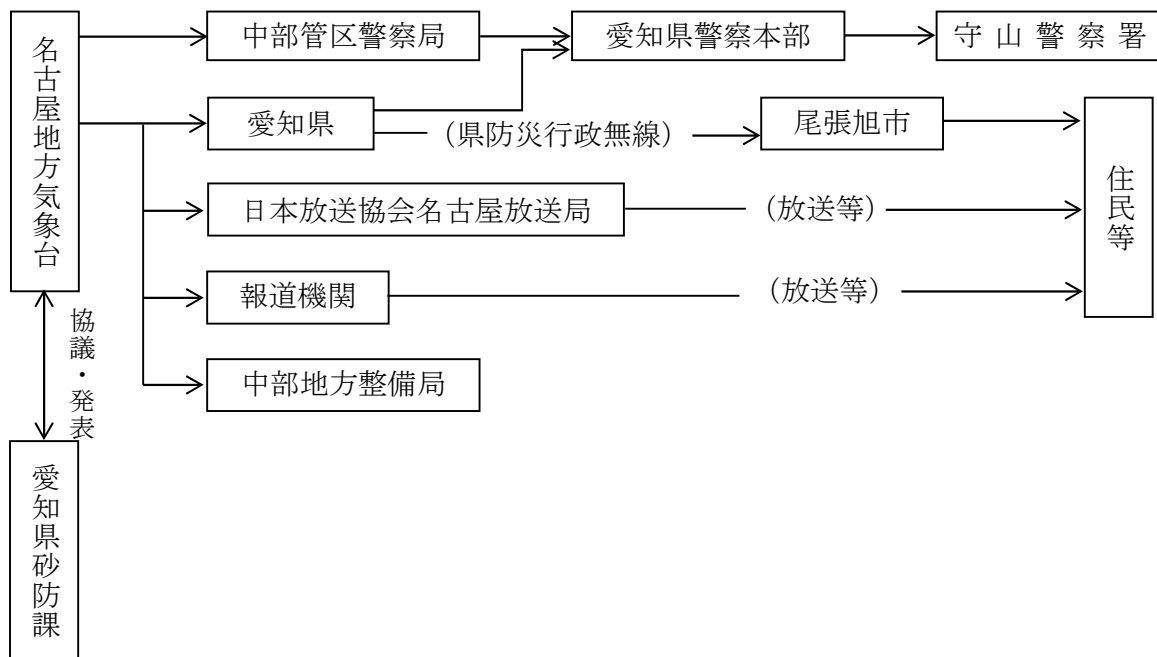 名古屋地方気象台
中部管区警察局
愛知県警察本部
守山警察署
愛知県
（県防災行政無線）
尾張旭市
住民等
日本放送協会名古屋放送局
（放送等）
報道機関
（放送等）
中部地方整備局
協議・発表
愛知県砂防課